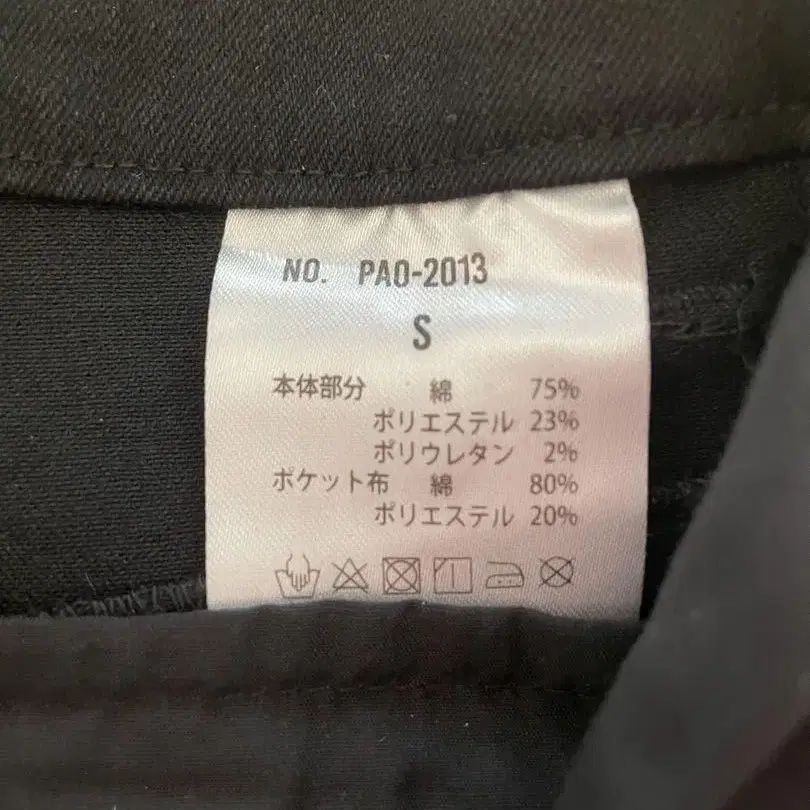 NO. PAO-2013
S
本体部分 綿 75%
ポリエステル 23%
ポリウレタン 2%
ポケット布 綿 80%
ポリエステル 20%